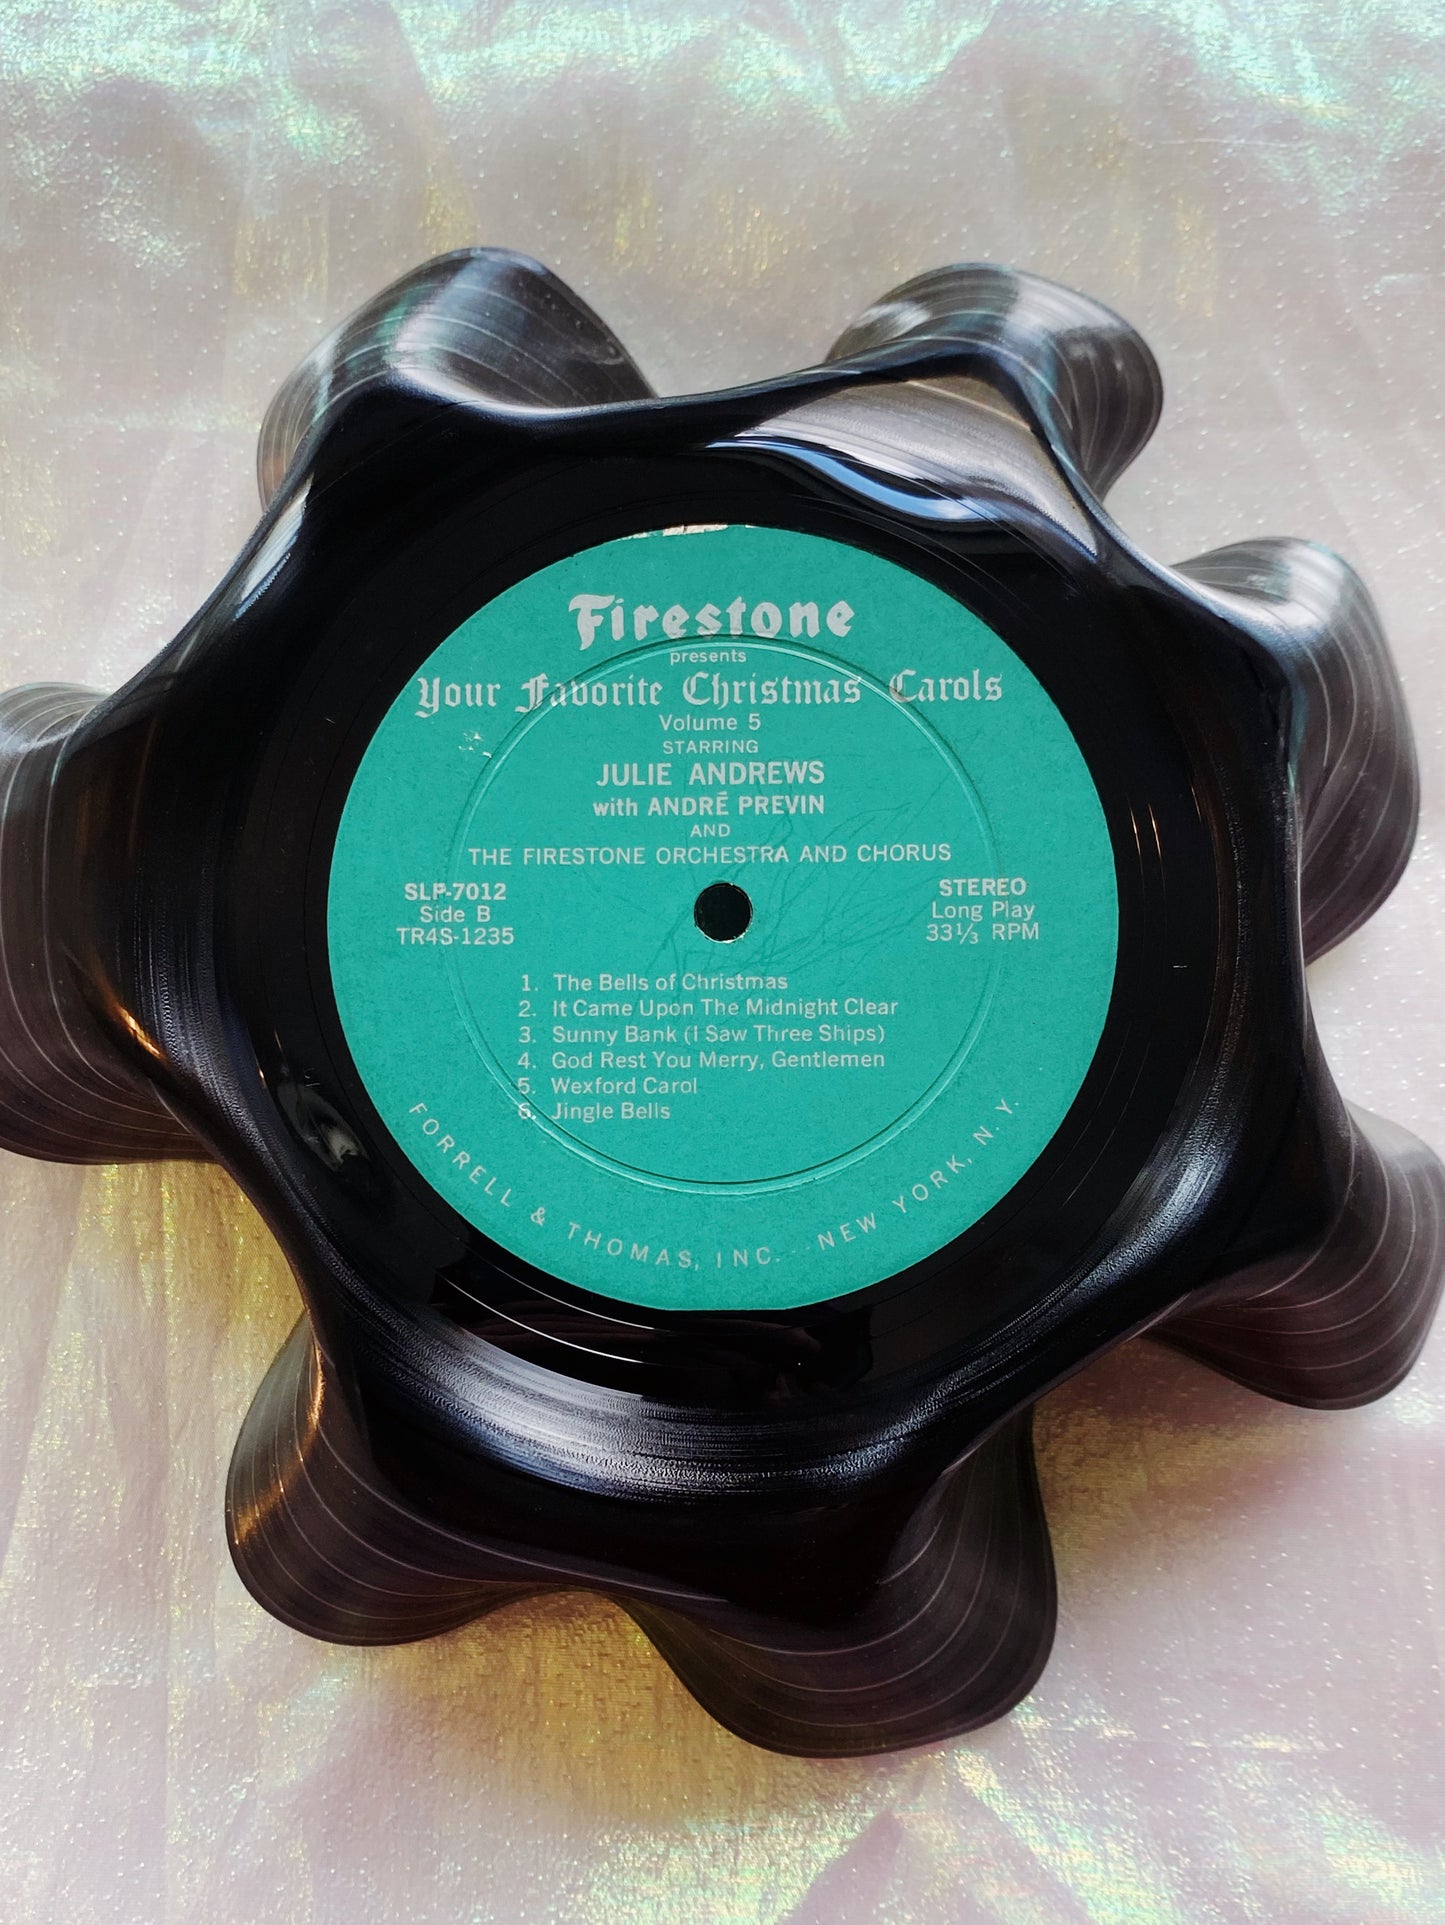 Firestone
presents
Your Favorite Christmas Carols
Volume 5
STARRING
JULIE ANDREWS
with ANDRÉ PREVIN
AND
THE FIRESTONE ORCHESTRA AND CHORUS
SLP-7012
Side B
TR4S-1235
STEREO
Long Play
33⅓ RPM
1. The Bells of Christmas
2. It Came Upon The Midnight Clear
3. Sunny Bank (I Saw Three Ships)
4. God Rest You Merry, Gentlemen
5. Wexford Carol
6. Jingle Bells
FORRELL & THOMAS, INC. . . . NEW YORK, N. Y.